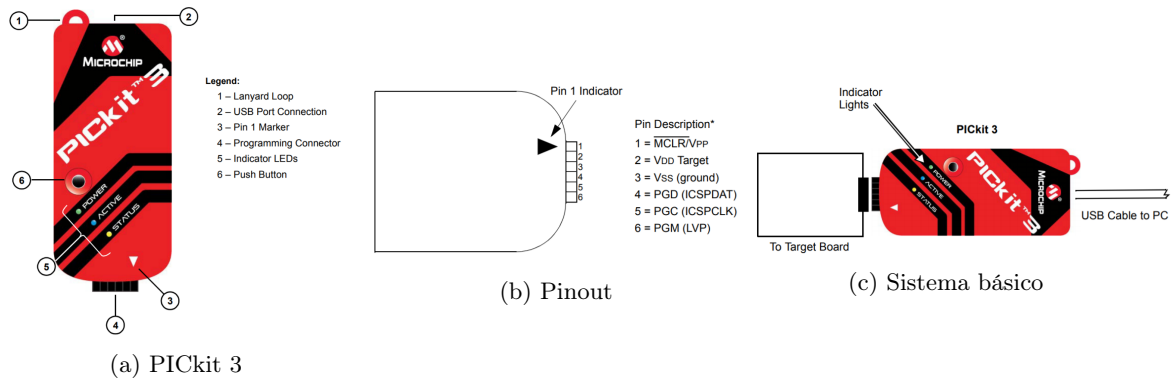 1
2
MICROCHIP
PICkit™ 3
6
POWER
ACTIVE
STATUS
5
3
4
Legend:
1 – Lanyard Loop
2 – USB Port Connection
3 – Pin 1 Marker
4 – Programming Connector
5 – Indicator LEDs
6 – Push Button
(a) PICkit 3
Pin 1 Indicator
1
2
3
4
5
6
Pin Description*
1 = MCLR/VPP
2 = VDD Target
3 = VSS (ground)
4 = PGD (ICSPDAT)
5 = PGC (ICSPCLK)
6 = PGM (LVP)
(b) Pinout
Indicator
Lights
PICkit 3
POWER
ACTIVE
STATUS
PICkit™ 3
MICROCHIP
To Target Board
USB Cable to PC
(c) Sistema básico